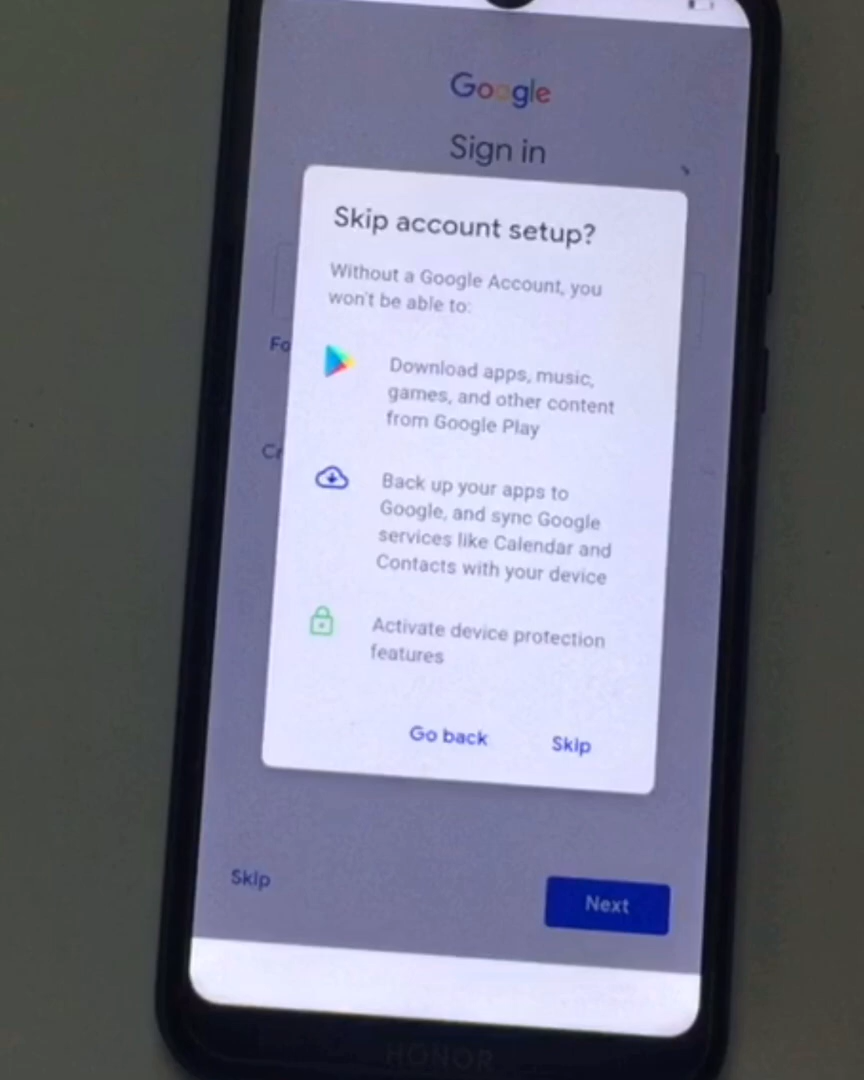 Google
Sign in
Skip account setup?
Without a Google Account, you
won't be able to:
Fo
Download apps, music,
games, and other content
from Google Play
Cr
Back up your apps to
Google, and sync Google
services like Calendar and
Contacts with your device
Activate device protection
features
Go back Skip
Skip Next
HONOR